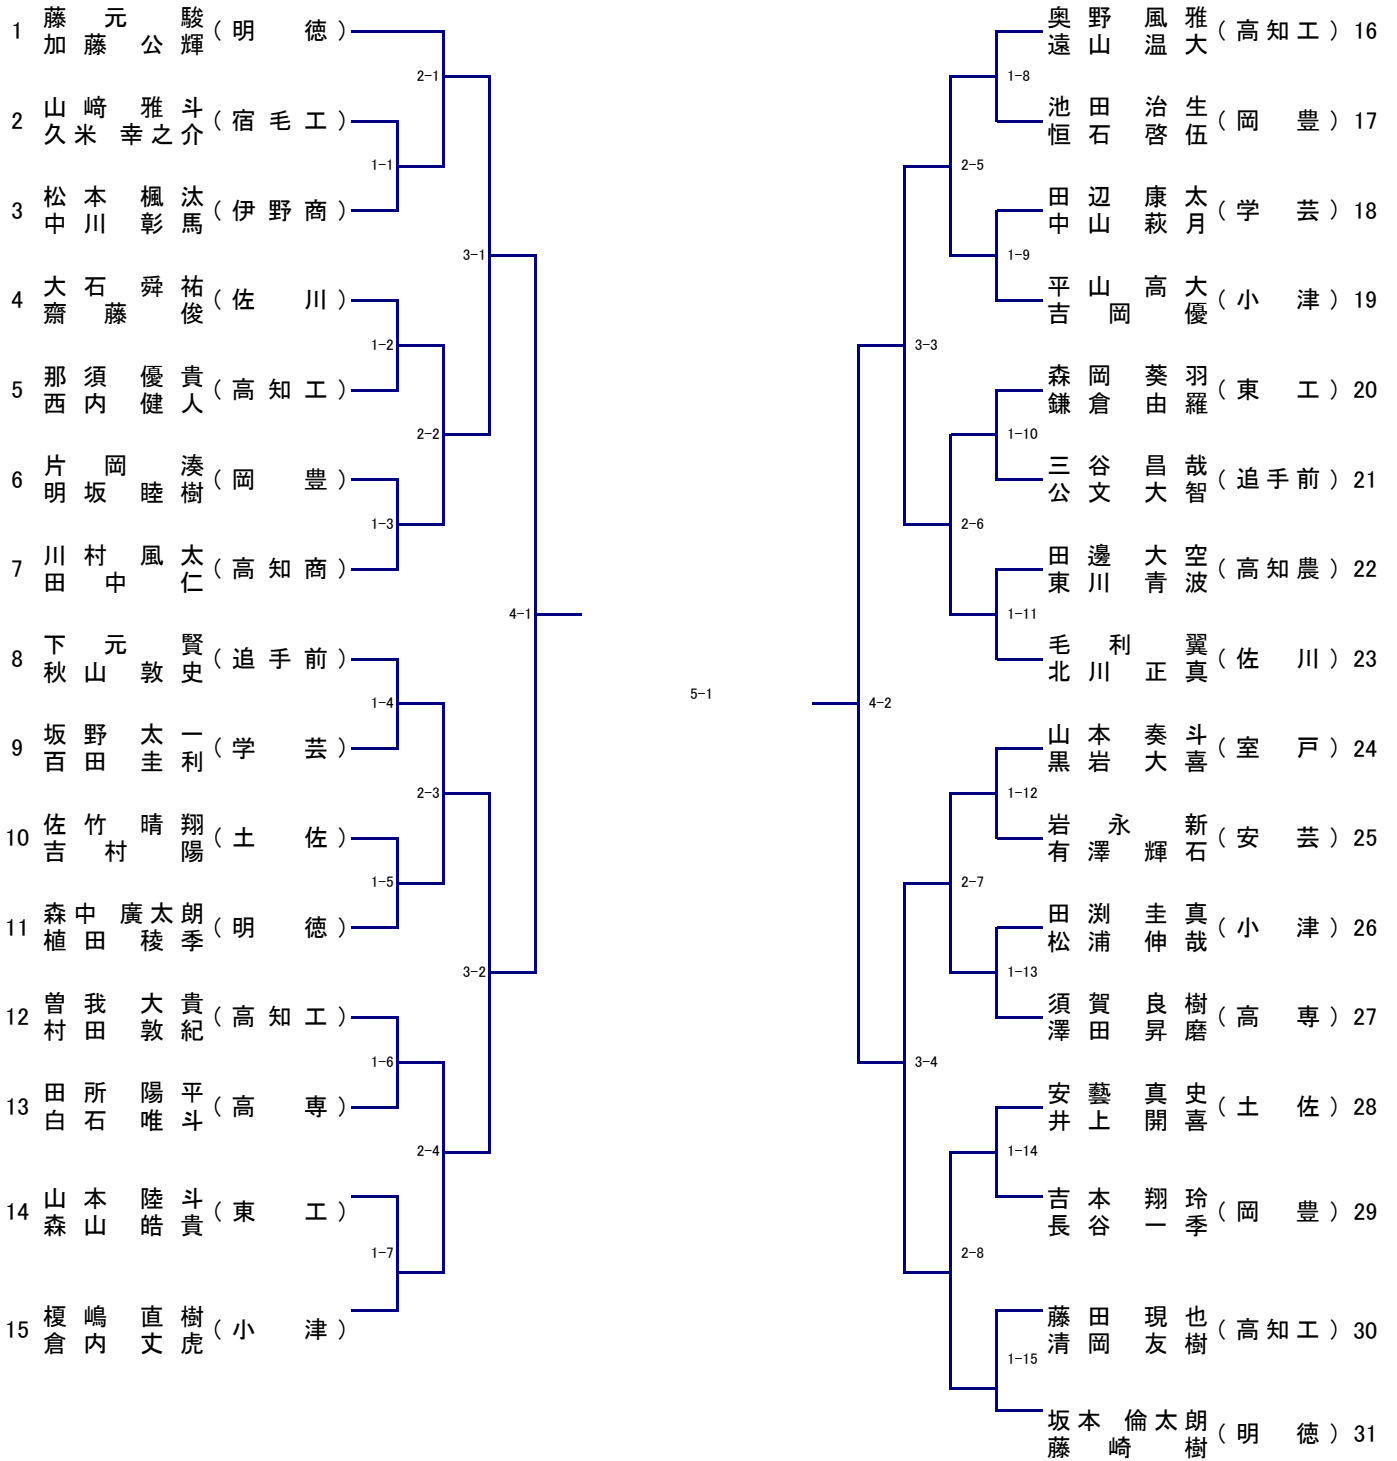 1 藤元駿 (明徳)
加藤公輝
2-1
2 山﨑雅斗 (宿毛工)
久米幸之介
1-1
3 松本楓汰 (伊野商)
中川彰馬
3-1
4 大石舜祐 (佐川)
齋藤俊
1-2
5 那須優貴 (高知工)
西内健人
2-2
6 片岡湊 (岡豊)
明坂睦樹
1-3
7 川村風太 (高知商)
田中仁
4-1
8 下元賢 (追手前)
秋山敦史
1-4
9 坂野太一 (学芸)
百田圭利
2-3
10 佐竹晴翔 (土佐)
吉村陽
1-5
11 森中廣太朗 (明徳)
植田稜季
3-2
12 曽我大貴 (高知工)
村田敦紀
1-6
13 田所陽平 (高専)
白石唯斗
2-4
14 山本陸斗 (東工)
森山皓貴
1-7
15 榎嶋直樹 (小津)
倉内丈虎
5-1
奥野風雅 (高知工) 16
遠山温大
1-8
池田治生 (岡豊) 17
恒石啓伍
2-5
田辺康太 (学芸) 18
中山萩月
1-9
平山高大 (小津) 19
吉岡優
3-3
森岡葵羽 (東工) 20
鎌倉由羅
1-10
三谷昌哉 (追手前) 21
公文大智
2-6
田邊大空 (高知農) 22
東川青波
1-11
毛利翼 (佐川) 23
北川正真
4-2
山本奏斗 (室戸) 24
黒岩大喜
1-12
岩永新 (安芸) 25
有澤輝石
2-7
田渕圭真 (小津) 26
松浦伸哉
1-13
須賀良樹 (高専) 27
澤田昇磨
3-4
安藝真史 (土佐) 28
井上開喜
1-14
吉本翔玲 (岡豊) 29
長谷一季
2-8
藤田現也 (高知工) 30
清岡友樹
1-15
坂本倫太朗 (明徳) 31
藤崎樹